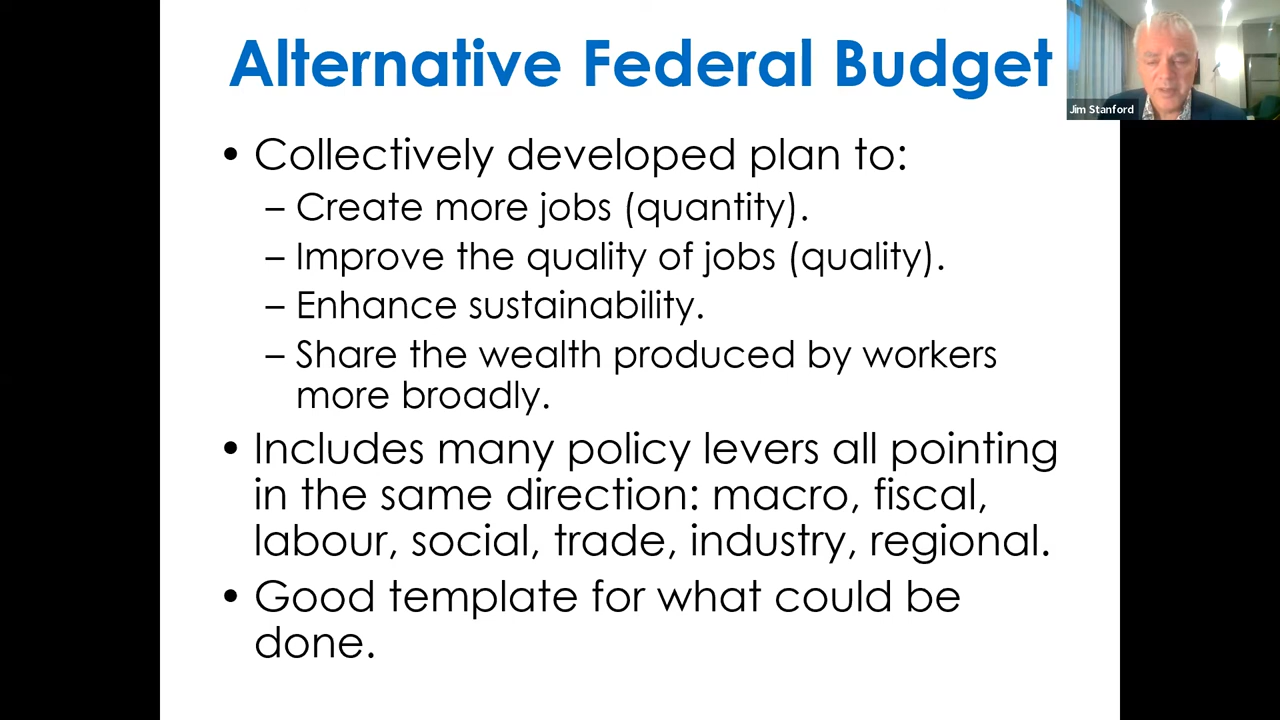 Alternative Federal Budget
Jim Stanford
• Collectively developed plan to:
– Create more jobs (quantity).
– Improve the quality of jobs (quality).
– Enhance sustainability.
– Share the wealth produced by workers
more broadly.
• Includes many policy levers all pointing
in the same direction: macro, fiscal,
labour, social, trade, industry, regional.
• Good template for what could be
done.